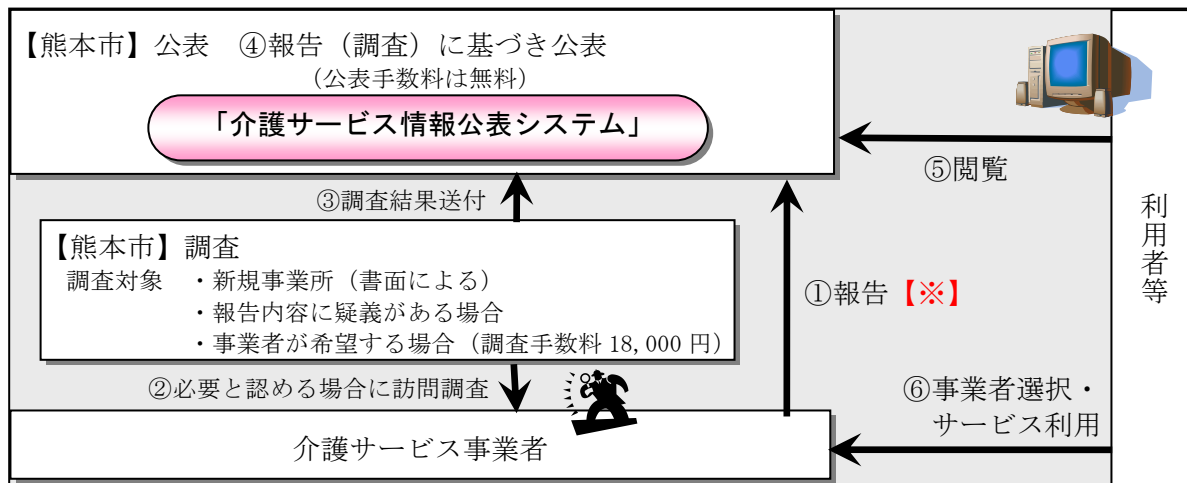 【熊本市】公表 ④報告（調査）に基づき公表
（公表手数料は無料）
「介護サービス情報公表システム」
③調査結果送付
⑤閲覧
【熊本市】調査
調査対象 ・新規事業所（書面による）
・報告内容に疑義がある場合
・事業者が希望する場合（調査手数料 18,000 円）
①報告【※】
利用者等
②必要と認める場合に訪問調査
⑥事業者選択・
サービス利用
介護サービス事業者